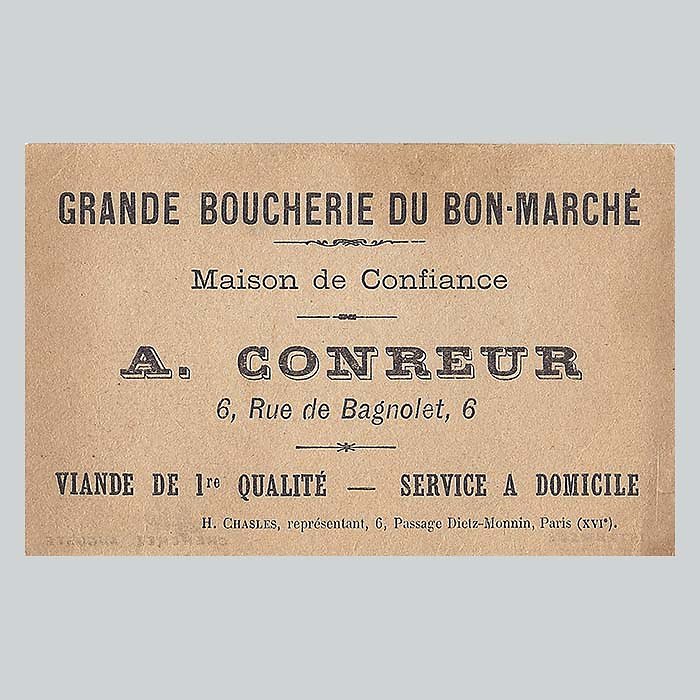 GRANDE BOUCHERIE DU BON-MARCHÉ
Maison de Confiance
A. CONREUR
6, Rue de Bagnolet, 6
VIANDE DE 1re QUALITÉ — SERVICE A DOMICILE
H. CHASLES, représentant, 6, Passage Dietz-Monnin, Paris (XVIe).